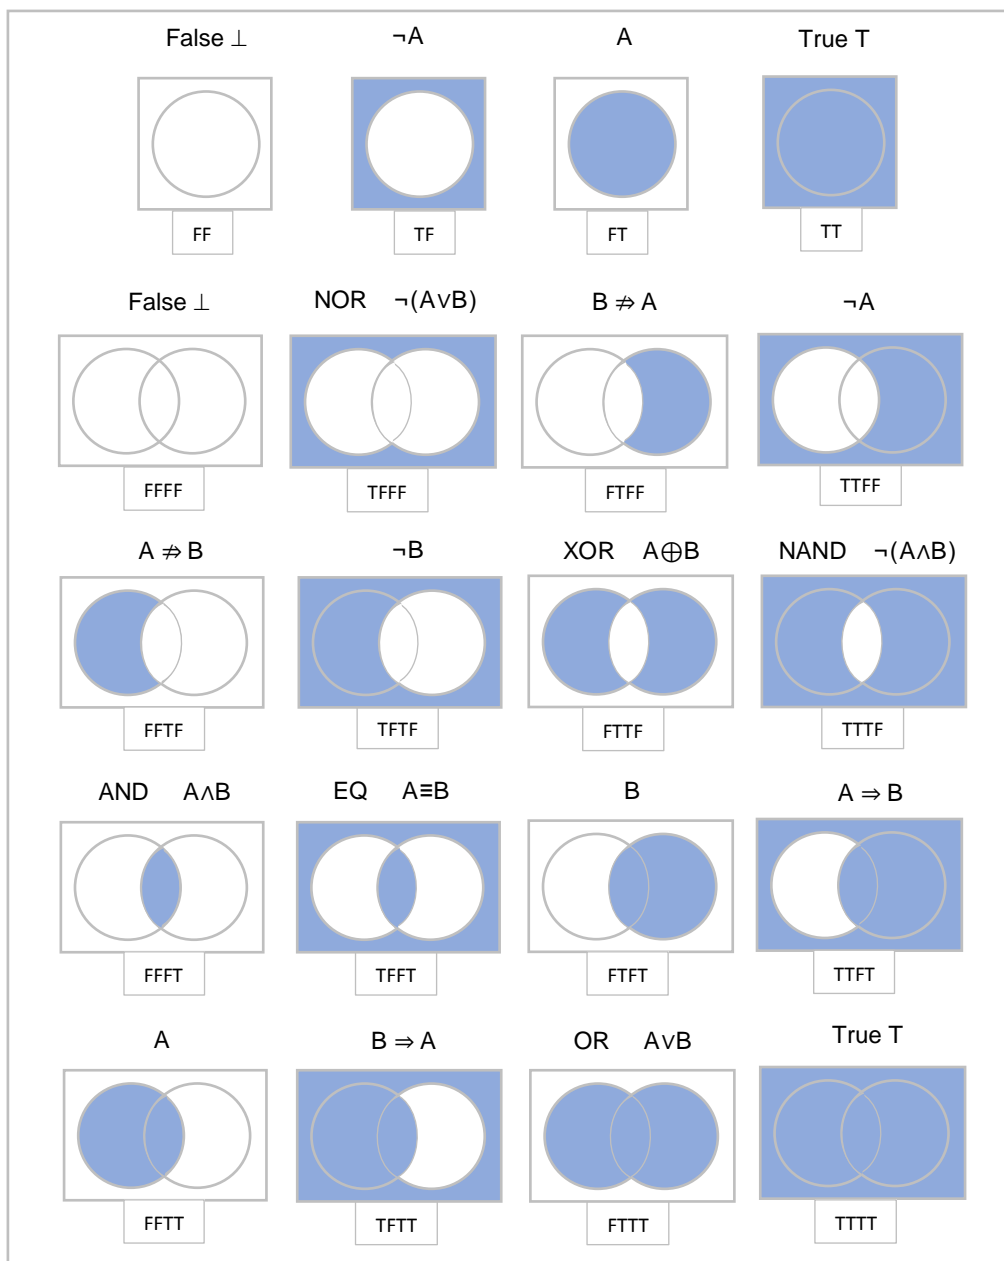 False ⊥ ¬A A True T
FF TF FT TT
False ⊥ NOR ¬(A∨B) B ⇏ A ¬A
FFFF TFFF FTFF TTFF
A ⇏ B ¬B XOR A⨁B NAND ¬(A∧B)
FFTF TFTF FTTF TTTF
AND A∧B EQ A≡B B A ⇒ B
FFFT TFFT FTFT TTFT
A B ⇒ A OR A∨B True T
FFTT TFTT FTTT TTTT